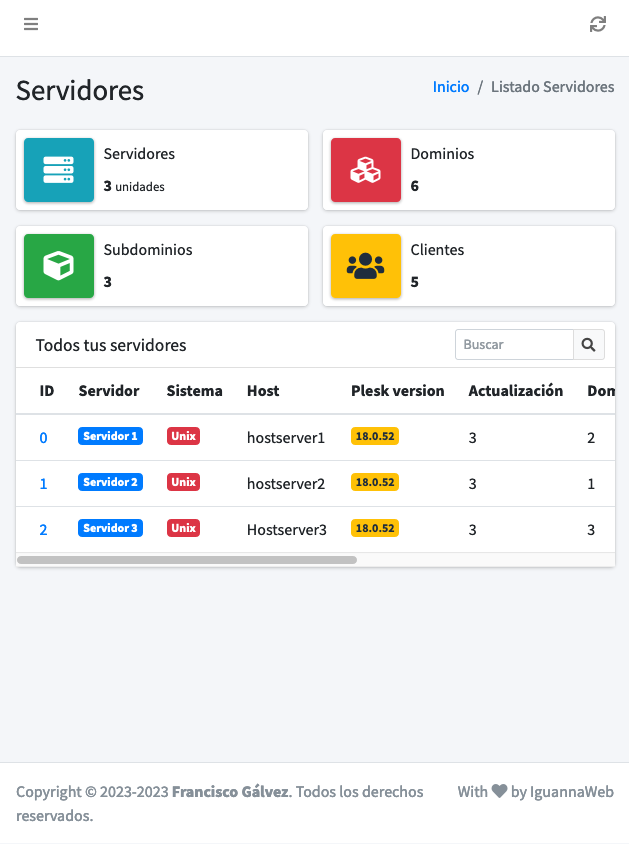 Servidores
Inicio / Listado Servidores
Servidores
3 unidades
Dominios
6
Subdominios
3
Clientes
5
Todos tus servidores
Buscar
ID Servidor Sistema Host Plesk version Actualización Dom
0 Servidor 1 Unix hostserver1 18.0.52 3 2
1 Servidor 2 Unix hostserver2 18.0.52 3 1
2 Servidor 3 Unix Hostserver3 18.0.52 3 3
Copyright © 2023-2023 Francisco Gálvez. Todos los derechos
reservados.
With ♥ by IguannaWeb